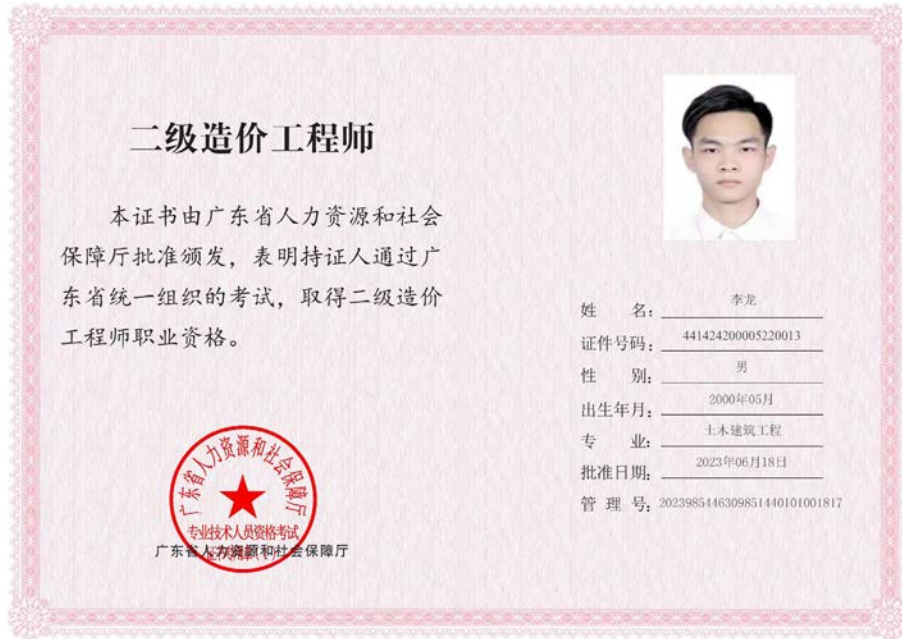 二级造价工程师
本证书由广东省人力资源和社会
保障厅批准颁发，表明持证人通过广
东省统一组织的考试，取得二级造价
工程师职业资格。
广东省人力资源和社会保障厅
专业技术人员资格考试
广东省人力资源和社会保障厅
姓 名：李龙
证件号码：441424200005220013
性 别：男
出生年月：2000年05月
专 业：土木建筑工程
批准日期：2023年06月18日
管 理 号：20239854463098514401010018​17